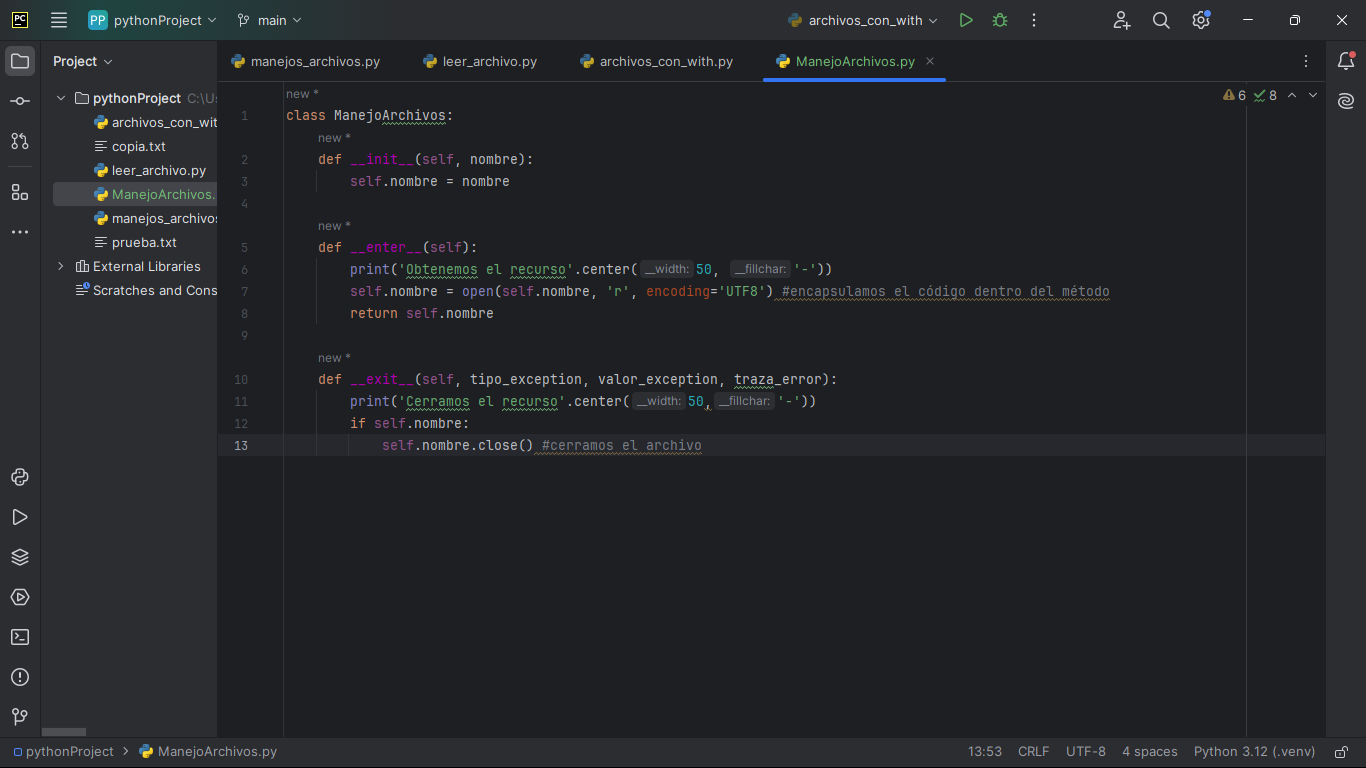 PC PP pythonProject main archivos_con_with
Project manejos_archivos.py leer_archivo.py archivos_con_with.py ManejoArchivos.py
pythonProject C:\Us
archivos_con_wit
copia.txt
leer_archivo.py
ManejoArchivos.
manejos_archivos
prueba.txt
External Libraries
Scratches and Cons
6 8
new *
1 class ManejoArchivos:
new *
2 def __init__(self, nombre):
3 self.nombre = nombre
4
new *
5 def __enter__(self):
6 print('Obtenemos el recurso'.center( __width: 50, __fillchar: '-'))
7 self.nombre = open(self.nombre, 'r', encoding='UTF8') #encapsulamos el código dentro del método
8 return self.nombre
9
new *
10 def __exit__(self, tipo_exception, valor_exception, traza_error):
11 print('Cerramos el recurso'.center( __width: 50, __fillchar: '-'))
12 if self.nombre:
13 self.nombre.close() #cerramos el archivo
pythonProject ManejoArchivos.py 13:53 CRLF UTF-8 4 spaces Python 3.12 (.venv)